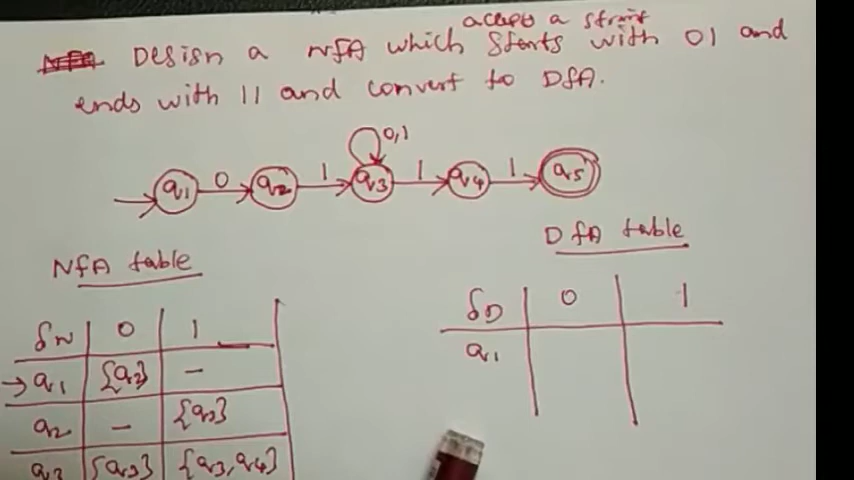 accept a string
Design a NFA which starts with 01 and
ends with 11 and convert to DFA.
0,1
q1 0 q2 1 q3 1 q4 1 q5
DFA table
NFA table
δD 0 1
q1
δN 0 1
→q1 {q2} –
q2 – {q3}
q3 {q3} {q3,q4}